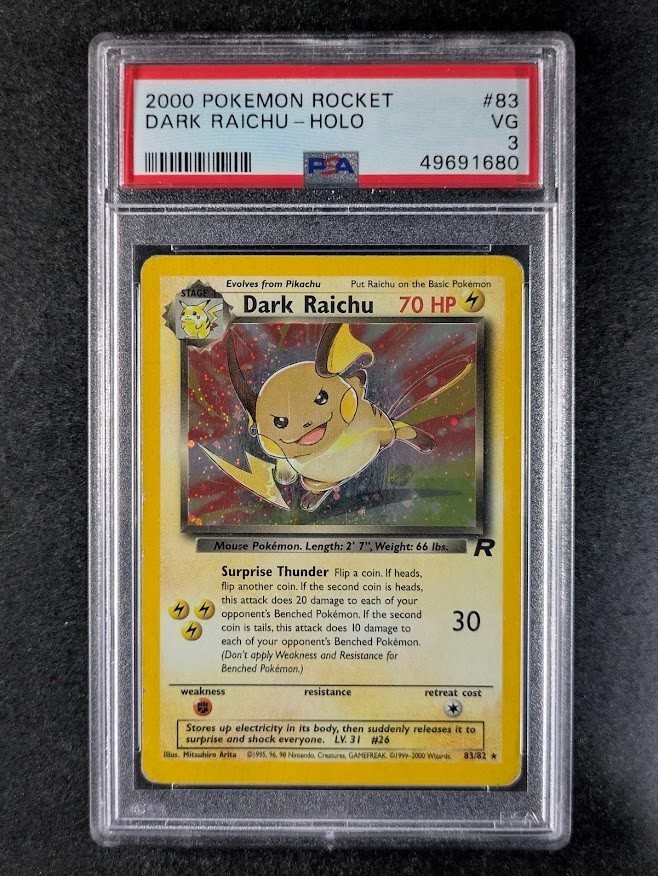 2000 POKEMON ROCKET #83
DARK RAICHU - HOLO VG
3
PSA 49691680
Evolves from Pikachu Put Raichu on the Basic Pokémon
STAGE 1
Dark Raichu 70 HP
Mouse Pokémon. Length: 2' 7", Weight: 66 lbs.
R
Surprise Thunder Flip a coin. If heads,
flip another coin. If the second coin is heads,
this attack does 20 damage to each of your
opponent's Benched Pokémon. If the second
coin is tails, this attack does 10 damage to
each of your opponent's Benched Pokémon.
(Don't apply Weakness and Resistance for
Benched Pokémon.)
30
weakness resistance retreat cost
Stores up electricity in its body, then suddenly releases it to
surprise and shock everyone. LV. 31 #26
Illus. Mitsuhiro Arita ©1995, 96, 98 Nintendo, Creatures, GAMEFREAK. ©1999-2000 Wizards. 83/82 ★
PSA